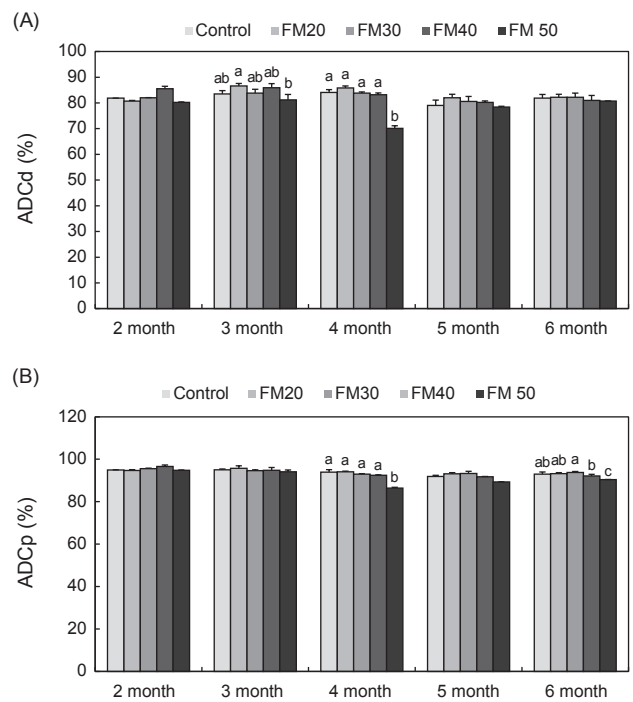 (A)
Control FM20 FM30 FM40 FM 50
100
90
80
70
60
50
40
30
20
10
0
ADCd (%)
ab a ab ab b
a a a a b
2 month 3 month 4 month 5 month 6 month
(B)
Control FM20 FM30 FM40 FM 50
120
100
80
60
40
20
0
ADCp (%)
a a a a b
ab ab a b c
2 month 3 month 4 month 5 month 6 month